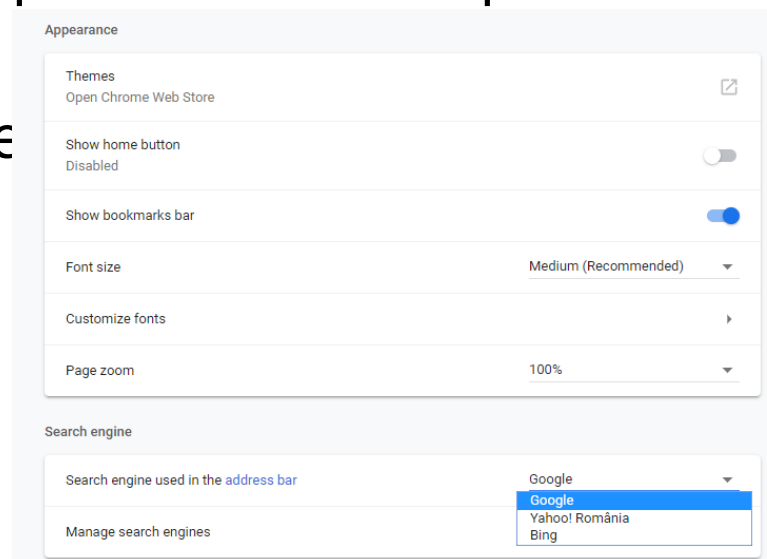 Appearance
Themes
Open Chrome Web Store
Show home button
Disabled
Show bookmarks bar
Font size
Medium (Recommended)
Customize fonts
Page zoom
100%
Search engine
Search engine used in the address bar
Google
Google
Yahoo! România
Bing
Manage search engines